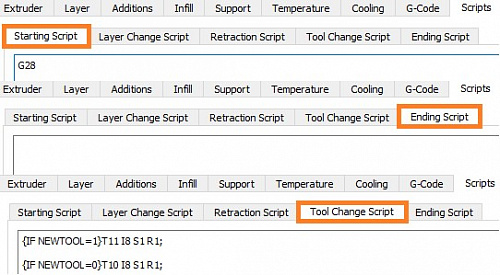 Extruder Layer Additions Infill Support Temperature Cooling G-Code Scripts
Starting Script Layer Change Script Retraction Script Tool Change Script Ending Script
G28
Extruder Layer Additions Infill Support Temperature Cooling G-Code Scripts
Starting Script Layer Change Script Retraction Script Tool Change Script Ending Script
Extruder Layer Additions Infill Support Temperature Cooling G-Code Scripts
Starting Script Layer Change Script Retraction Script Tool Change Script Ending Script
{IF NEWTOOL=1}T11 I8 S1 R1;
{IF NEWTOOL=0}T10 I8 S1 R1;